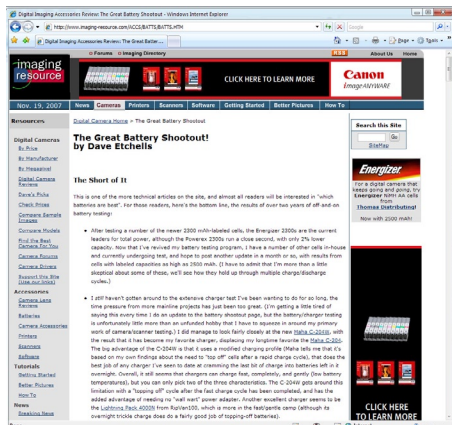 Digital Imaging Accessories Review: The Great Battery Shootout - Windows Internet Explorer
http://www.imaging-resource.com/ACCS/BATTS/BATTS.HTM
Google
Digital Imaging Accessories Review: The Great Batter...
Page
Tools
Forums
Imaging Directory
RSS
About Us
Home
imaging
resource
CLICK HERE TO LEARN MORE
Canon
imageANYWARE
Nov. 19, 2007
News
Cameras
Printers
Scanners
Software
Getting Started
Better Pictures
How To
Resources
Digital Cameras
By Price
By Manufacturer
By Megapixel
Digital Camera
Reviews
Dave's Picks
Check Prices
Compare Sample
Images
Compare Models
Find the Best
Camera For You
Camera Forums
Camera Drivers
Support this Site
(Use our links)
Accessories
Camera Lens
Reviews
Batteries
Camera Accessories
Printers
Scanners
Software
Tutorials
Getting Started
Better Pictures
How To
News
Breaking News
Digital Camera Home > The Great Battery Shootout
The Great Battery Shootout!
by Dave Etchells
The Short of It
This is one of the more technical articles on the site, and almost all readers will be interested in "which
batteries are best". For those readers, here's the bottom line, the results of over two years of off-and-on
battery testing:
After testing a number of the newer 2000 mAh-labeled cells, the Energizer 2000s are the current
leaders for total power, although the Powerex 2300s run a close second, with only 2% lower
capacity. Now that I've revived my battery testing program, I have a number of other cells in-house
and currently undergoing test, and hope to post another update in a month or so, with results from
cells with labeled capacities as high as 2500 mAh. (I have to admit that I'm more than a little
skeptical about some of these, we'll see how they hold up through multiple charge/discharge
cycles.)
I still haven't gotten around to the extensive charger test I've been wanting to do for so long, the
time pressure from more mainline projects has just been too great. (I'm getting a little tired of
saying this every time I do an update to the battery shootout page, but the battery/charger testing
is unfortunately little more than an unfunded hobby that I have to squeeze in around my primary
work of camera/scanner testing.) I did manage to look fairly closely at the new Maha C-204W, with
the result that it has become my favorite charger, displacing my longtime favorite the Maha C-204.
The big advantage of the C-204W is that it uses a modified charging profile (Maha tells me that it's
based on my own findings about the need to "top off" cells after a rapid charge cycle), that does the
best job of any charger I've seen to date at cramming the last bit of charge into batteries left in it
overnight. Overall, it still seems that chargers can charge fast, completely, and gently (low battery
temperatures), but you can only pick two of the three characteristics. The C-204W gets around this
limitation with a "topping off" cycle after the fast charge cycle has been completed, and has the
added advantage of needing no "wall wart" power adapter. Another excellent charger seems to be
the Lightning Pack 4000N from RipVan100, which is more in the fast/gentle camp (although its
overnight trickle charge does do a fairly good job of topping-off batteries).
Search this Site
Go
SiteMap
Energizer
For a digital camera that
keeps going and going, try
Energizer NiMH AA cells
from
Thomas Distributing!
Now with 2500 mAh!
CLICK HERE
TO LEARN